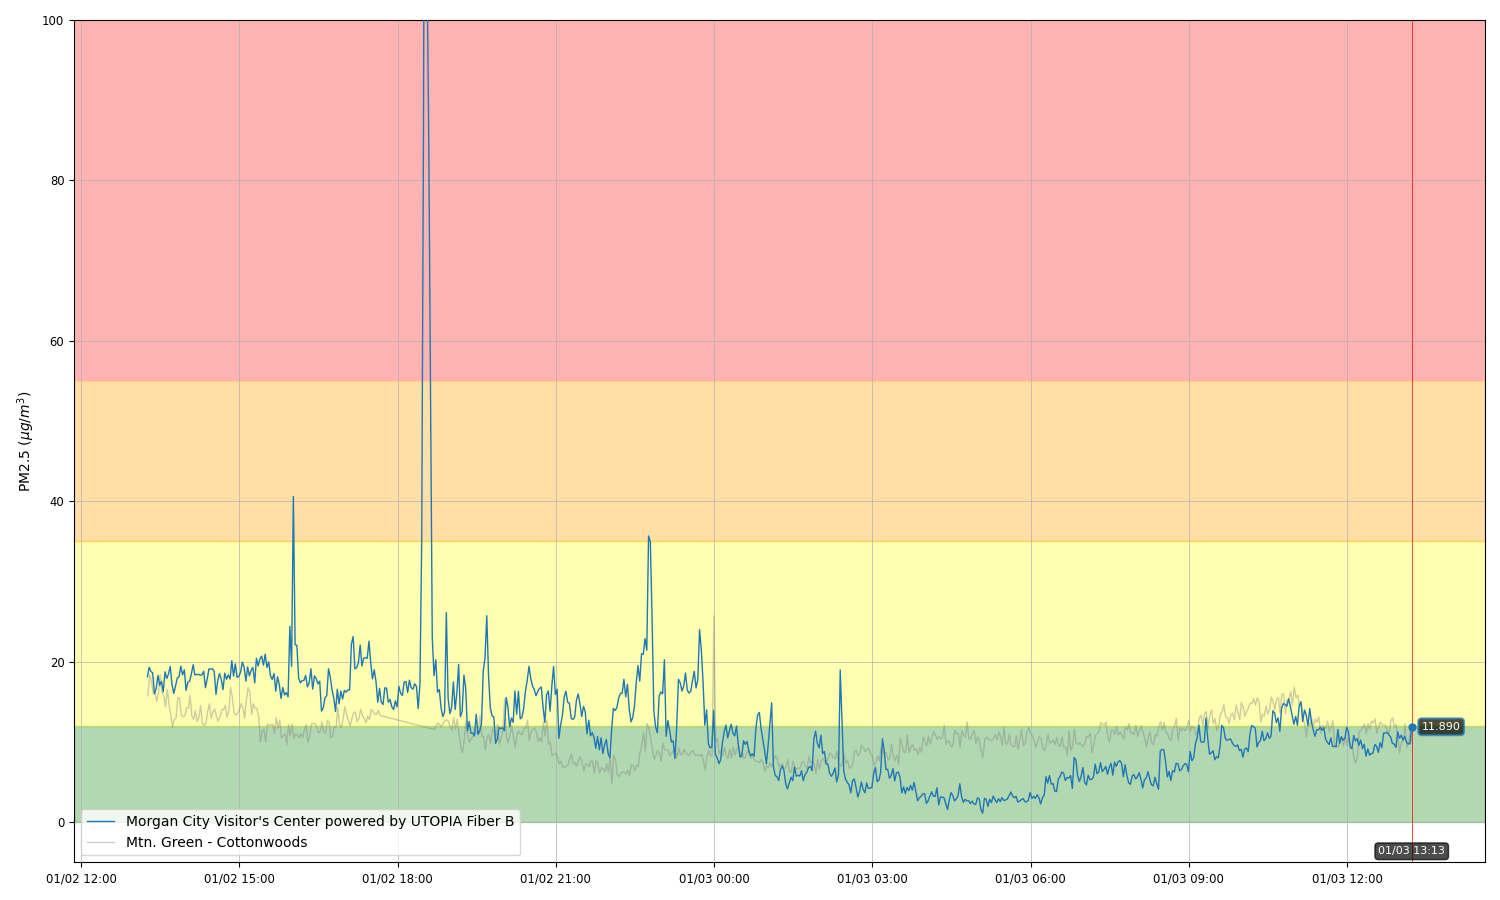 100
80
60
40
20
0
PM2.5 (μg/m³)
11.890
Morgan City Visitor's Center powered by UTOPIA Fiber B
Mtn. Green - Cottonwoods
01/03 13:13
01/02 12:00 01/02 15:00 01/02 18:00 01/02 21:00 01/03 00:00 01/03 03:00 01/03 06:00 01/03 09:00 01/03 12:00